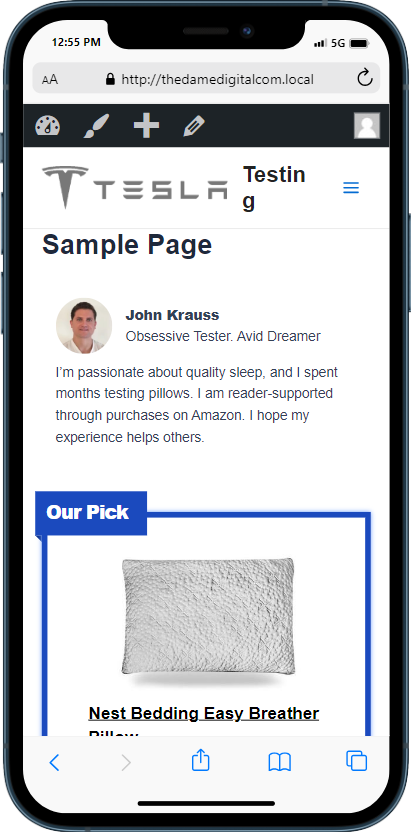 12:55 PM 5G
AA http://thedamedigitalcom.local
TESLA Testin
g
Sample Page
John Krauss
Obsessive Tester. Avid Dreamer
I'm passionate about quality sleep, and I spent
months testing pillows. I am reader-supported
through purchases on Amazon. I hope my
experience helps others.
Our Pick
Nest Bedding Easy Breather
Pillow